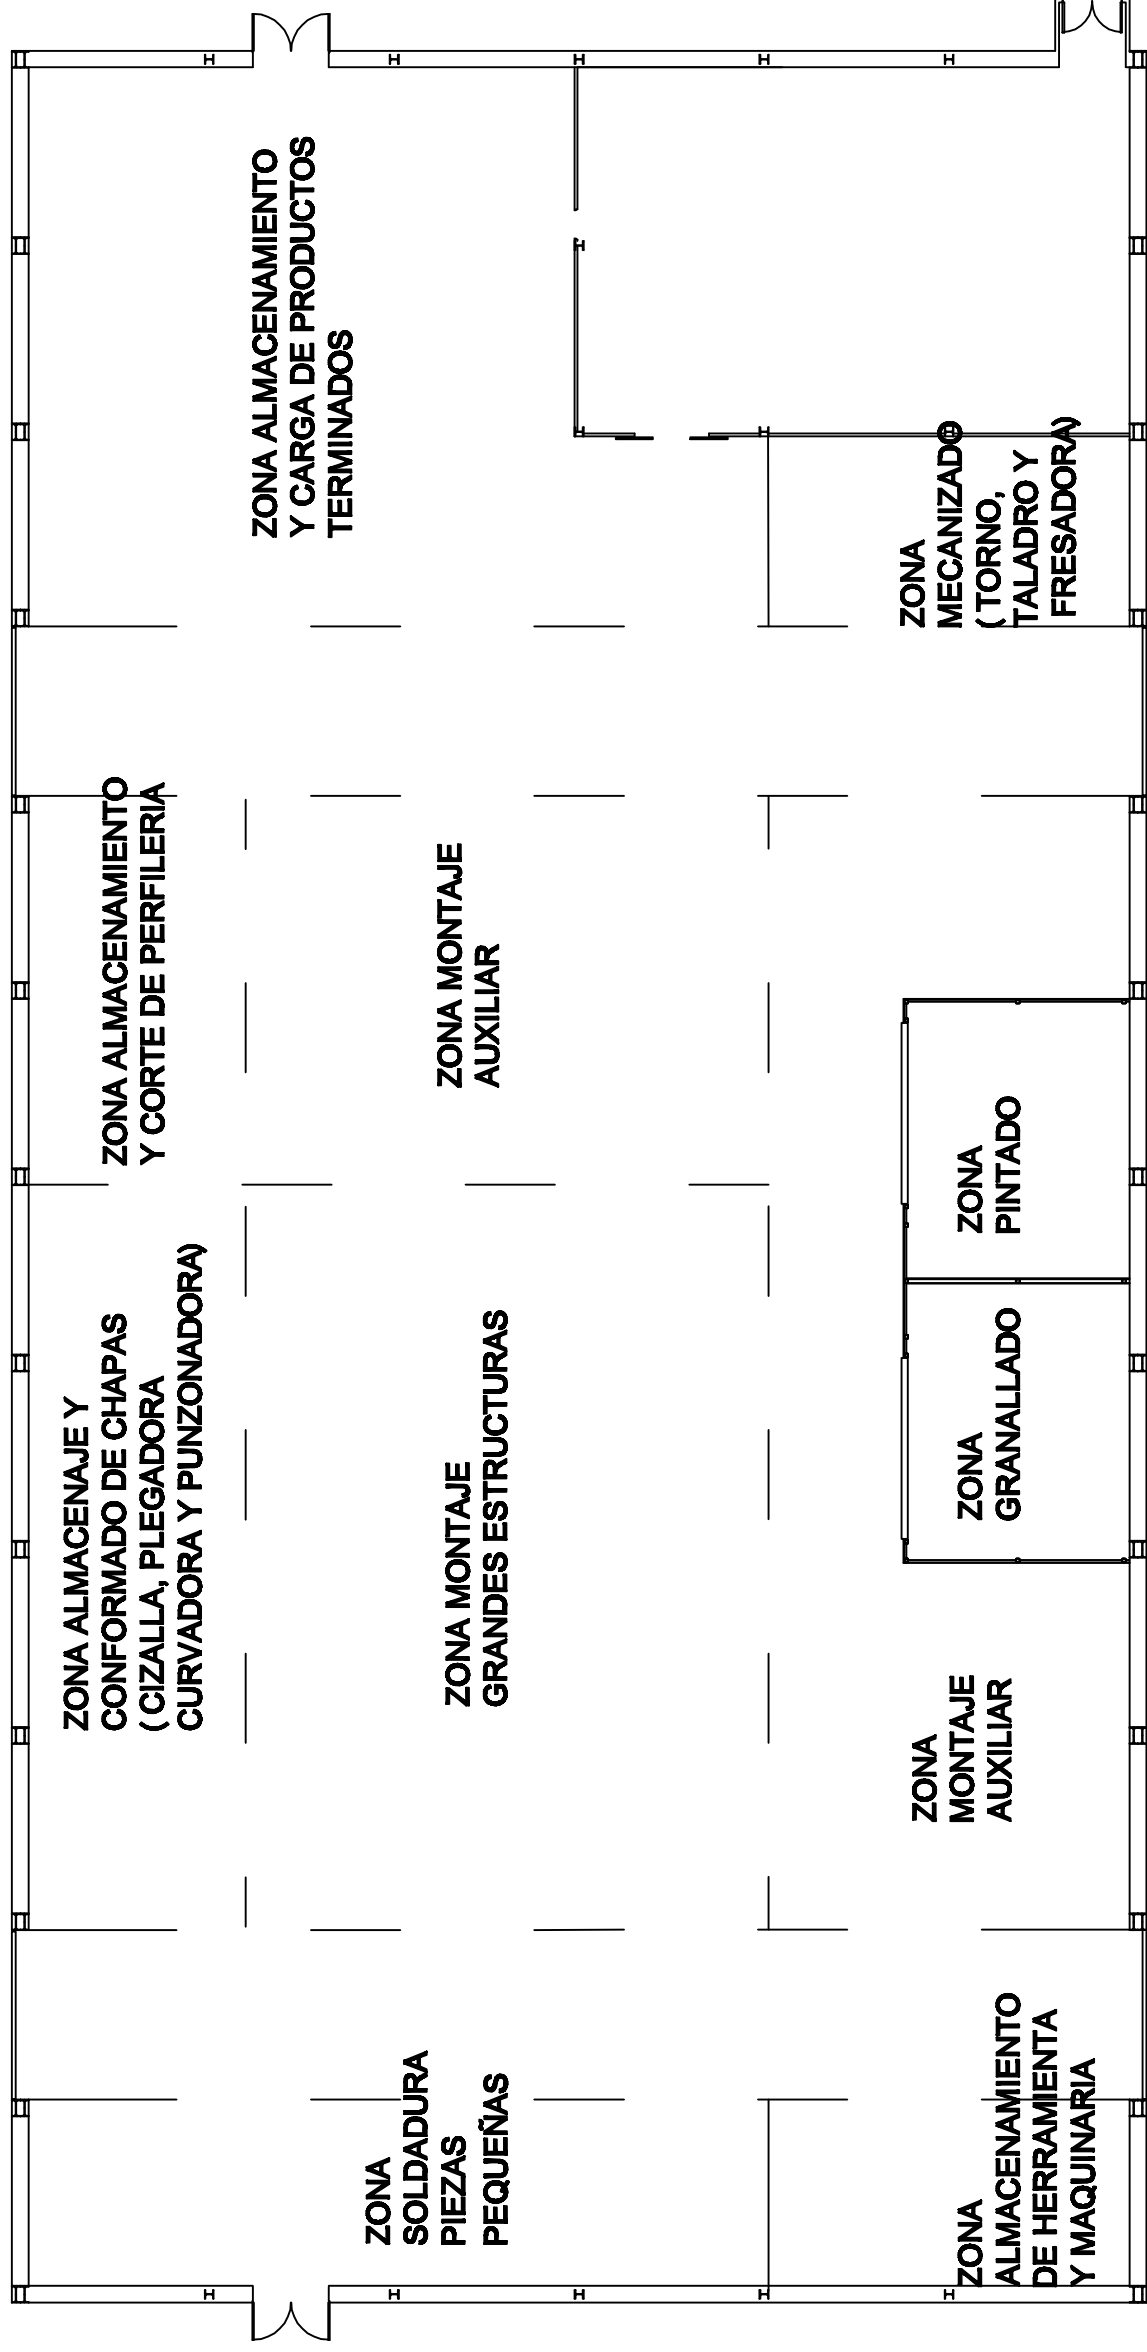 ZONA ALMACENAJE Y
CONFORMADO DE CHAPAS
( CIZALLA, PLEGADORA
CURVADORA Y PUNZONADORA)
ZONA ALMACENAMIENTO
Y CORTE DE PERFILERIA
ZONA ALMACENAMIENTO
Y CARGA DE PRODUCTOS
TERMINADOS
ZONA
SOLDADURA
PIEZAS
PEQUEÑAS
ZONA MONTAJE
GRANDES ESTRUCTURAS
ZONA MONTAJE
AUXILIAR
ZONA
ALMACENAMIENTO
DE HERRAMIENTA
Y MAQUINARIA
ZONA
MONTAJE
AUXILIAR
ZONA
GRANALLADO
ZONA
PINTADO
ZONA
MECANIZADO
( TORNO,
TALADRO Y
FRESADORA)